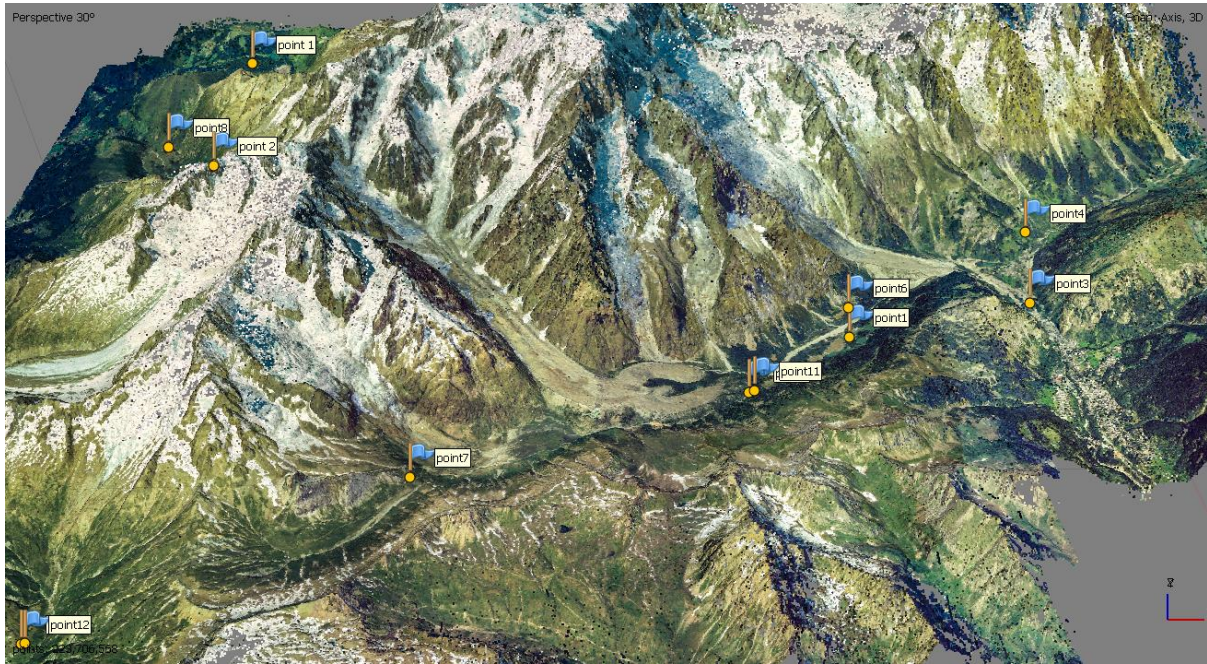 Perspective 30°
Snap: Axis, 3D
point 1
point8
point 2
point4
point3
point6
point1
point11
point7
point12
Z